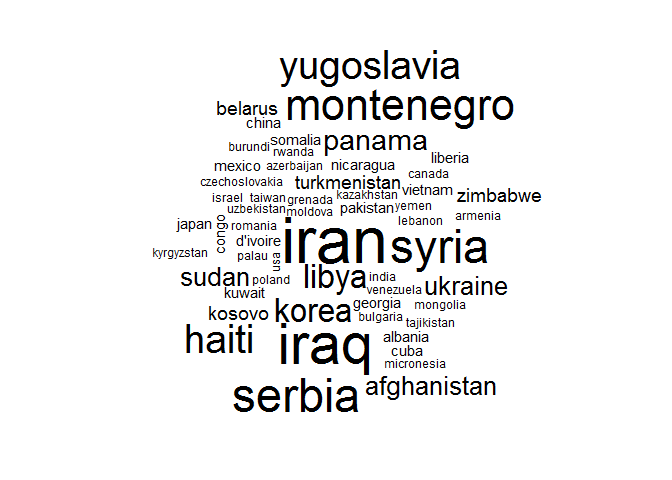 yugoslavia
belarus montenegro
china
burundi somalia panama
rwanda
mexico azerbaijan nicaragua liberia
canada
czechoslovakia turkmenistan
israel taiwan grenada kazakhstan vietnam zimbabwe
uzbekistan moldova pakistan yemen
japan congo romania lebanon armenia
kyrgyzstan d'ivoire iran syria
palau usa
sudan poland libya india ukraine
kuwait venezuela
kosovo korea georgia mongolia
bulgaria tajikistan
haiti iraq albania
cuba
micronesia
serbia afghanistan